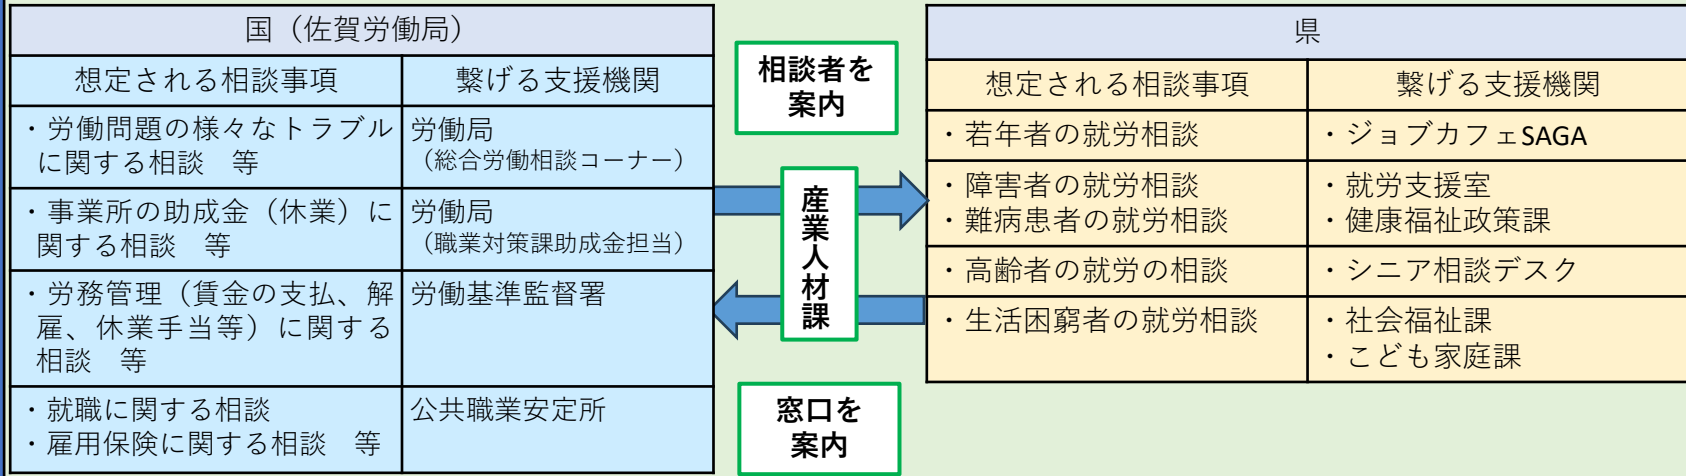 国（佐賀労働局）
想定される相談事項
繋げる支援機関
・労働問題の様々なトラブル
に関する相談　等
労働局
（総合労働相談コーナー）
・事業所の助成金（休業）に
関する相談　等
労働局
（職業対策課助成金担当）
・労務管理（賃金の支払、解
雇、休業手当等）に関する
相談　等
労働基準監督署
・就職に関する相談
・雇用保険に関する相談　等
公共職業安定所
相談者を
案内
産業人材課
窓口を
案内
県
想定される相談事項
繋げる支援機関
・若年者の就労相談
・ジョブカフェSAGA
・障害者の就労相談
・難病患者の就労相談
・就労支援室
・健康福祉政策課
・高齢者の就労の相談
・シニア相談デスク
・生活困窮者の就労相談
・社会福祉課
・こども家庭課